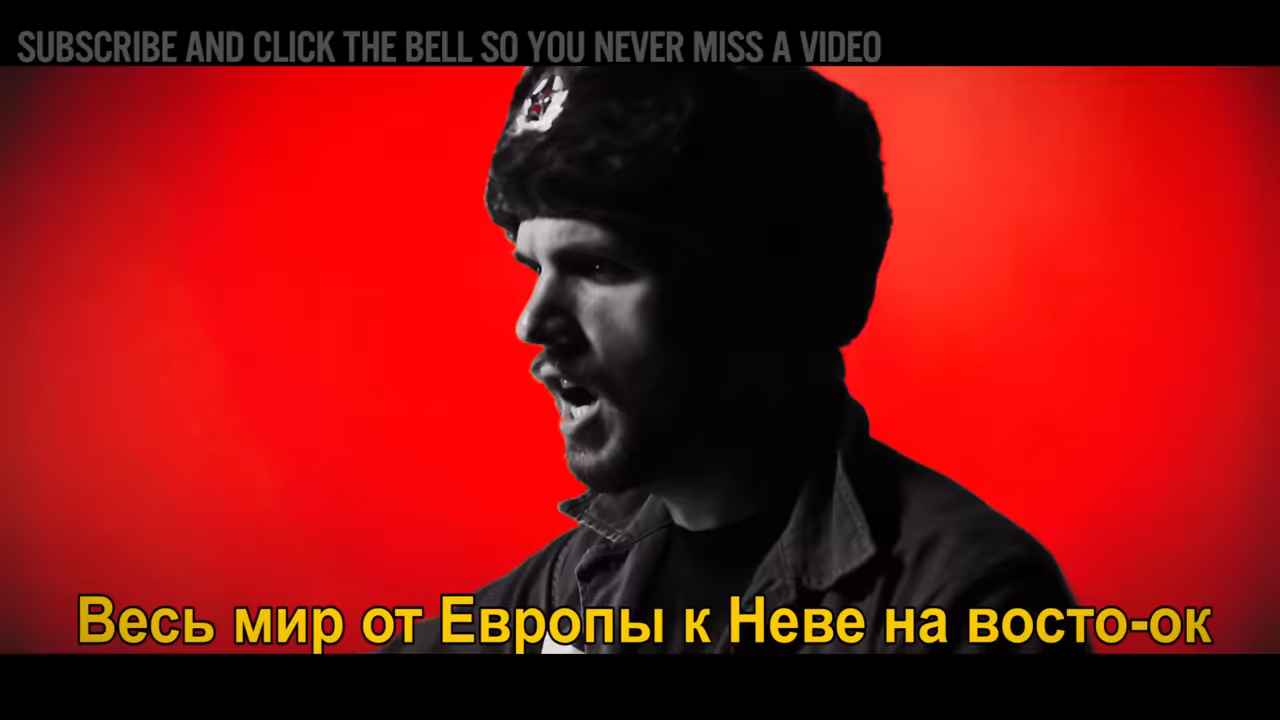 SUBSCRIBE AND CLICK THE BELL SO YOU NEVER MISS A VIDEO
Весь мир от Европы к Неве на восто-ок